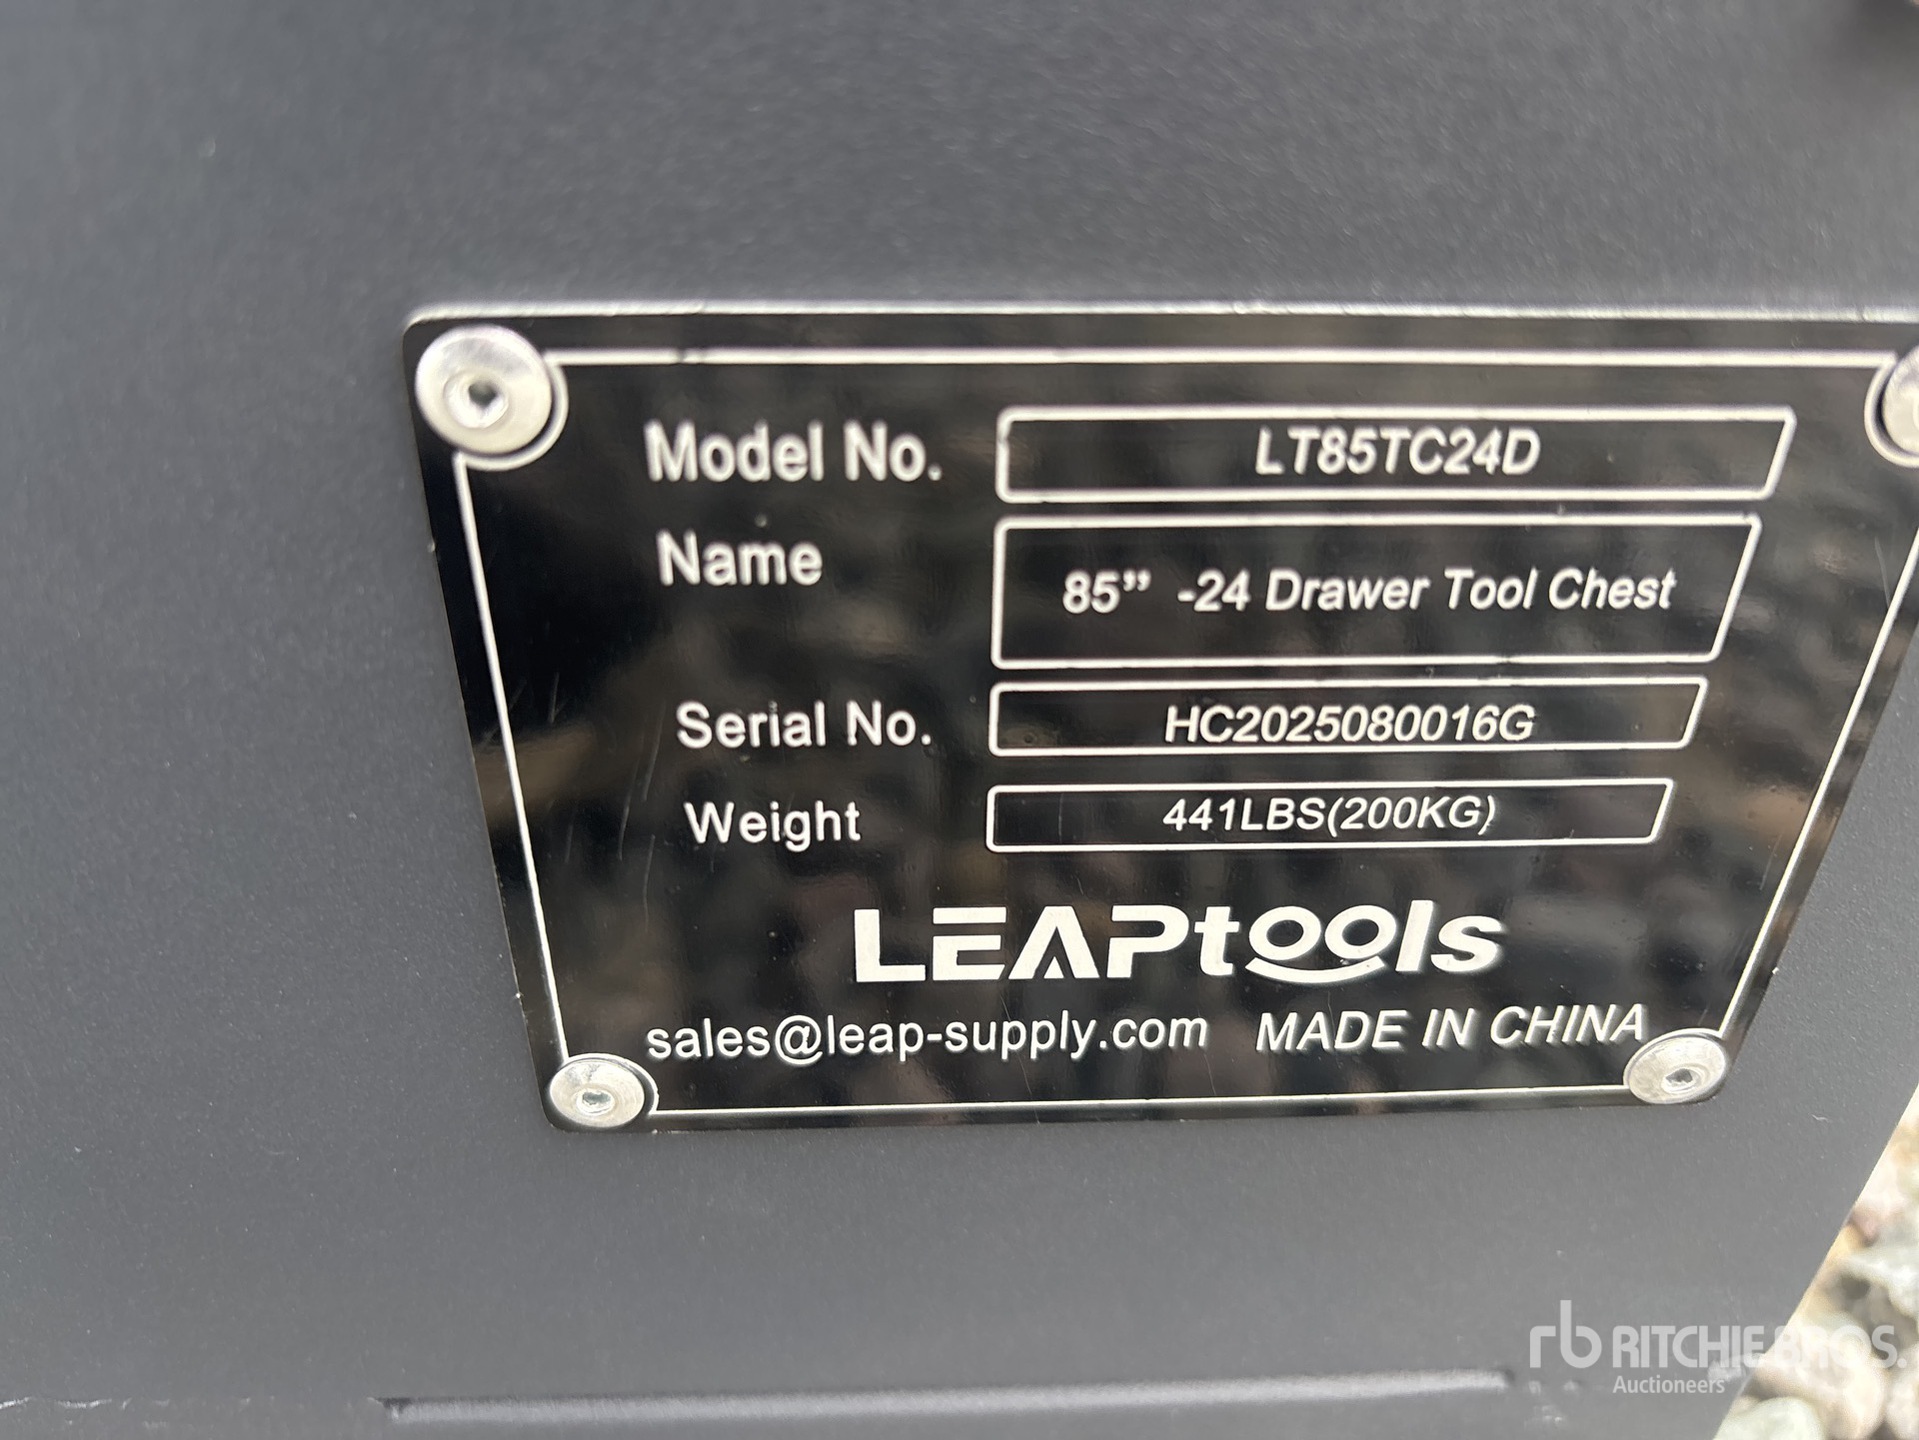 Model No. LT85TC24D
Name 85” -24 Drawer Tool Chest
Serial No. HC2025080016G
Weight 441LBS(200KG)
LEAPtools
sales@leap-supply.com MADE IN CHINA
rb RITCHIE BROS.
Auctioneers